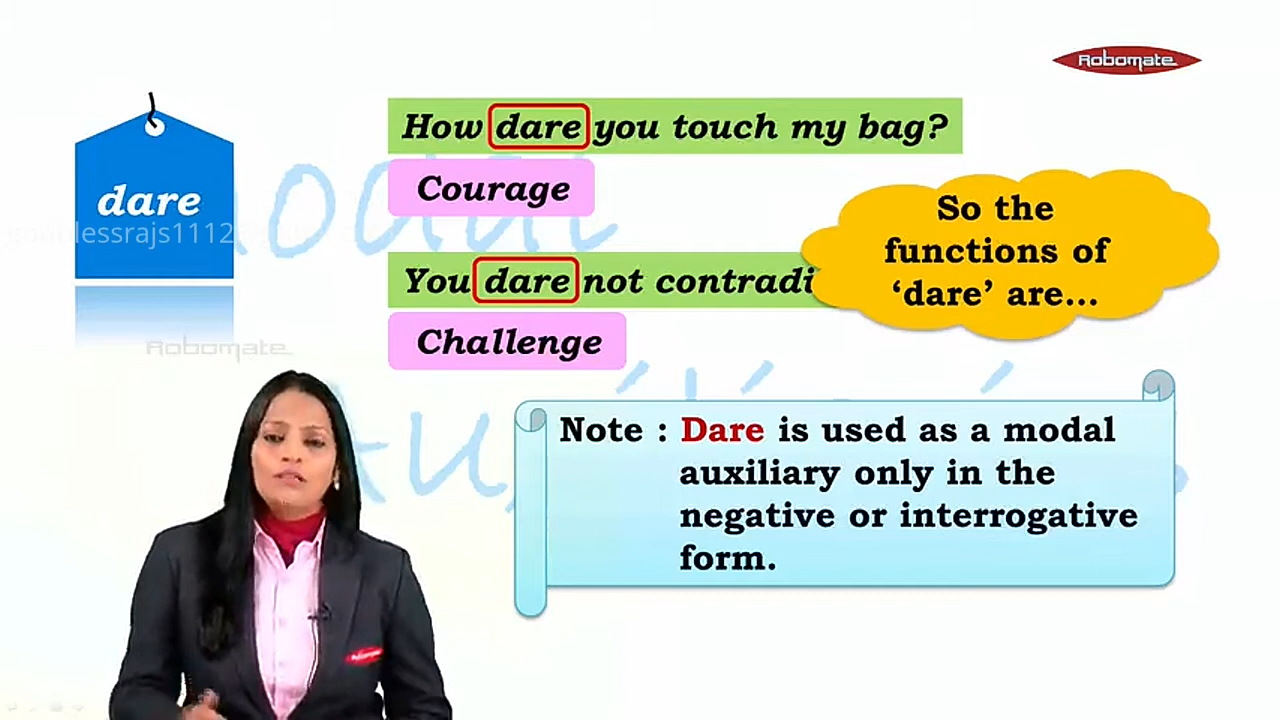 Robomate
How dare you touch my bag?
dare
Courage
So the
functions of
‘dare’ are...
You dare not contradi
Challenge
Robomate
Note : Dare is used as a modal
auxiliary only in the
negative or interrogative
form.
Robomate